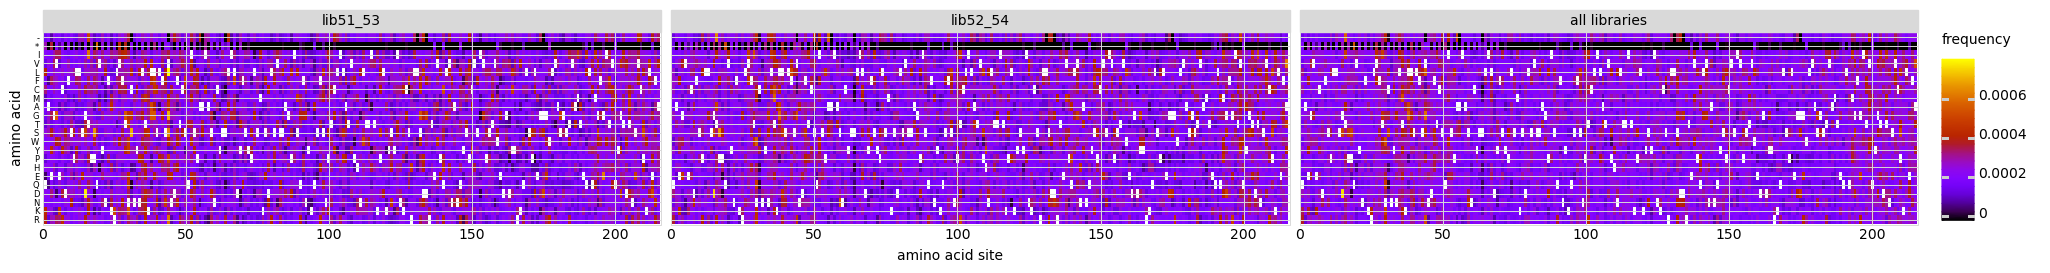 lib51_53 lib52_54 all libraries
frequency
0.0006
0.0004
0.0002
0
amino acid
-
*
I
V
L
F
C
M
A
G
T
S
W
Y
P
H
E
Q
D
N
K
R
0 50 100 150 200 0 50 100 150 200 0 50 100 150 200
amino acid site